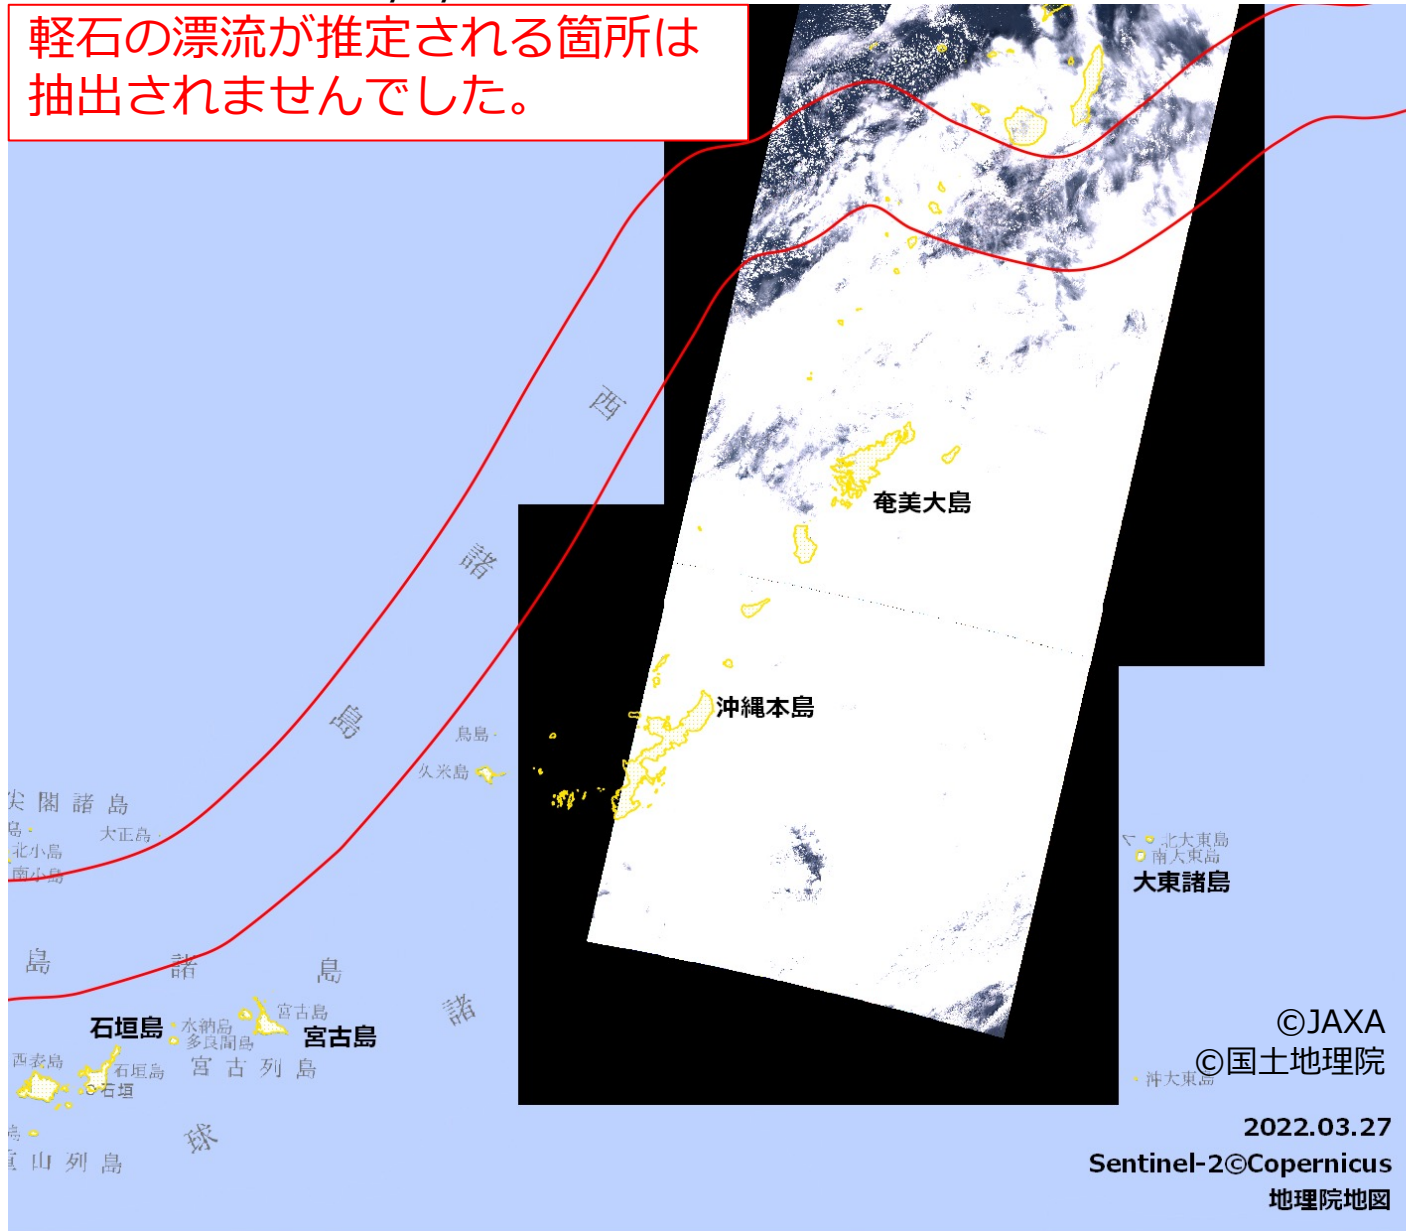 軽石の漂流が推定される箇所は
抽出されませんでした。
西
諸
島
奄美大島
沖縄本島
鳥島
久米島
尖閣諸島
大正島
北小島
南小島
北大東島
南大東島
大東諸島
島
諸
島
諸
宮古島
水納島
石垣島
宮古島
多良間島
西表島
石垣島
宮古列島
石垣
沖大東島
球
山列島
©JAXA
©国土地理院
2022.03.27
Sentinel-2©Copernicus
地理院地図